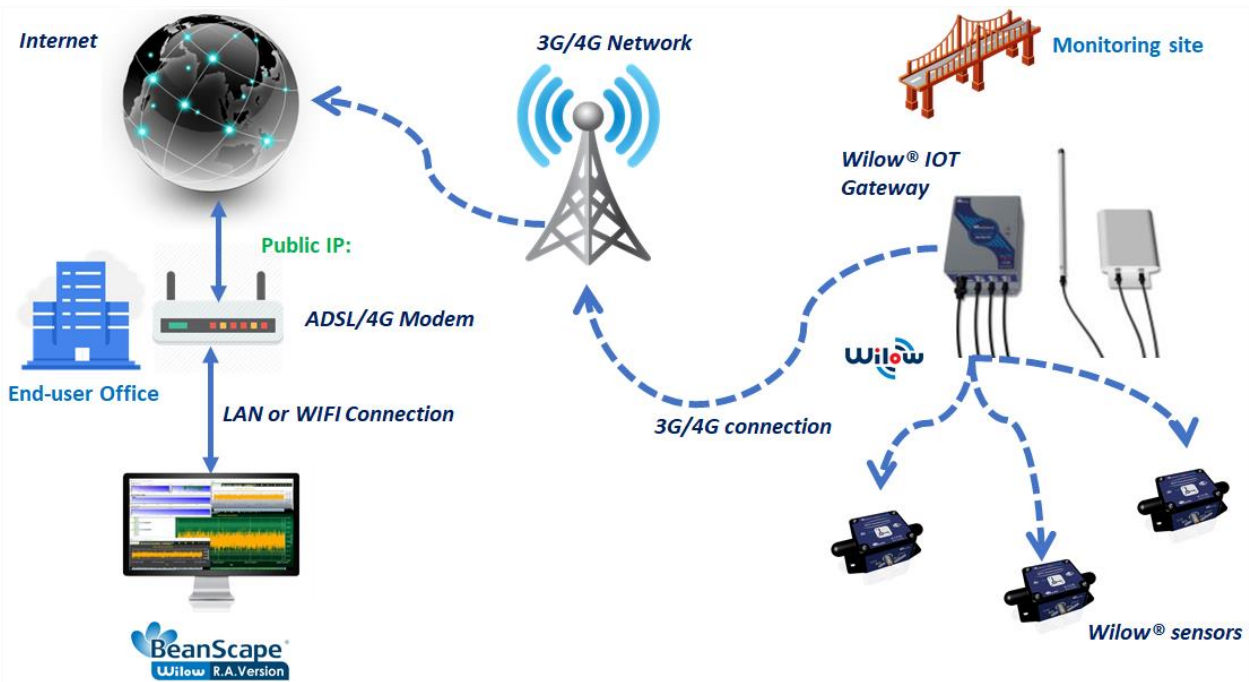 Internet
3G/4G Network
Monitoring site
Wilow® IOT
Gateway
Public IP:
ADSL/4G Modem
End-user Office
LAN or WIFI Connection
Wilow
3G/4G connection
Wilow® sensors
BeanScape®
Wilow R.A.Version